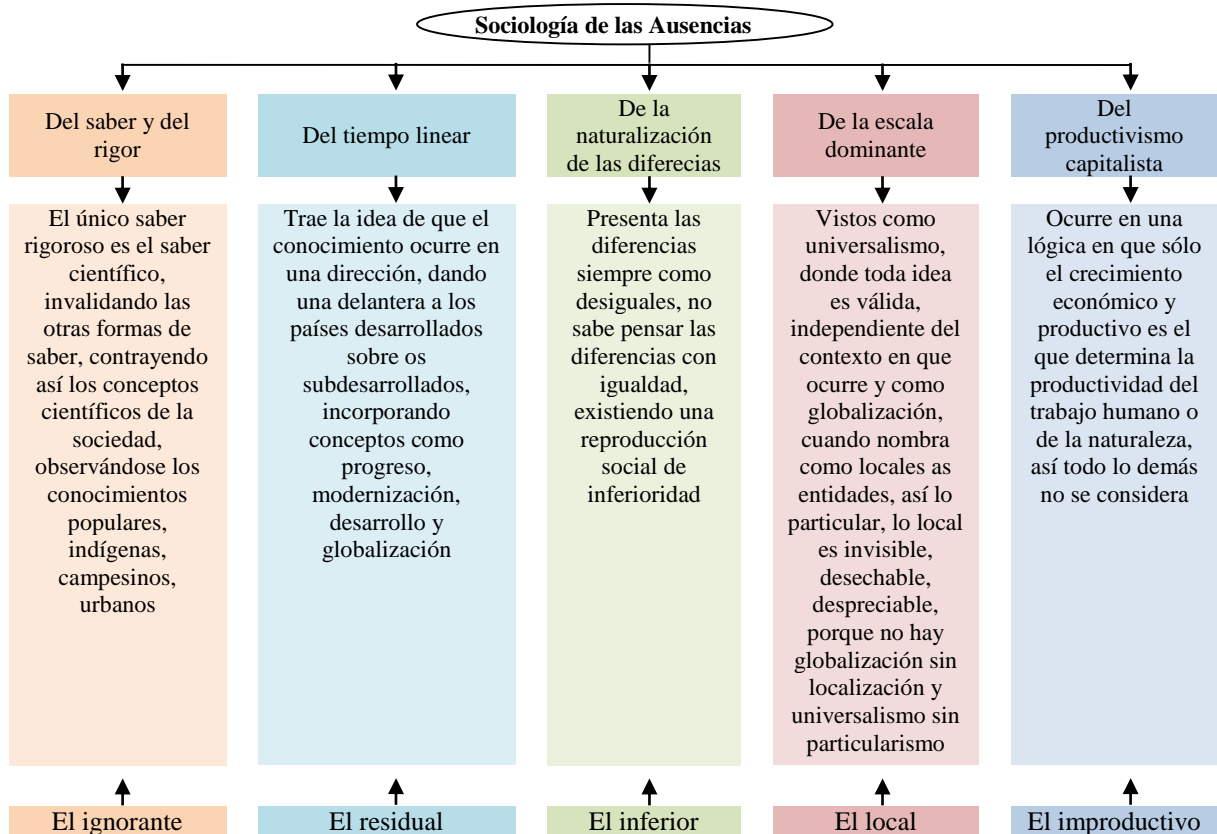 Sociología de las Ausencias
Del saber y del
rigor
Del tiempo linear
De la
naturalización
de las diferecias
De la escala
dominante
Del
productivismo
capitalista
El único saber
rigoroso es el saber
científico,
invalidando las
otras formas de
saber, contrayendo
así los conceptos
científicos de la
sociedad,
observándose los
conocimientos
populares,
indígenas,
campesinos,
urbanos
Trae la idea de que el
conocimiento ocurre en
una dirección, dando
una delantera a los
países desarrollados
sobre os
subdesarrollados,
incorporando
conceptos como
progreso,
modernización,
desarrollo y
globalización
Presenta las
diferencias
siempre como
desiguales, no
sabe pensar las
diferencias con
igualdad,
existiendo una
reproducción
social de
inferioridad
Vistos como
universalismo,
donde toda idea
es válida,
independiente del
contexto en que
ocurre y como
globalización,
cuando nombra
como locales as
entidades, así lo
particular, lo local
es invisible,
desechable,
despreciable,
porque no hay
globalización sin
localización y
universalismo sin
particularismo
Ocurre en una
lógica en que sólo
el crecimiento
económico y
productivo es el
que determina la
productividad del
trabajo humano o
de la naturaleza,
así todo lo demás
no se considera
El ignorante
El residual
El inferior
El local
El improductivo